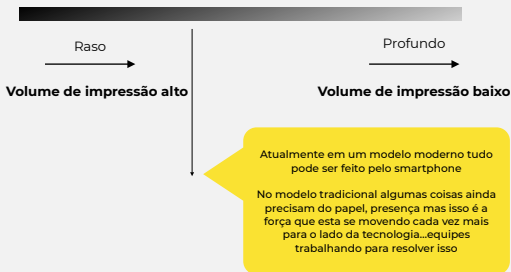 Raso
Profundo
Volume de impressão alto
Volume de impressão baixo
Atualmente em um modelo moderno tudo
pode ser feito pelo smartphone
No modelo tradicional algumas coisas ainda
precisam do papel, presença mas isso é a
força que esta se movendo cada vez mais
para o lado da tecnologia...equipes
trabalhando para resolver isso